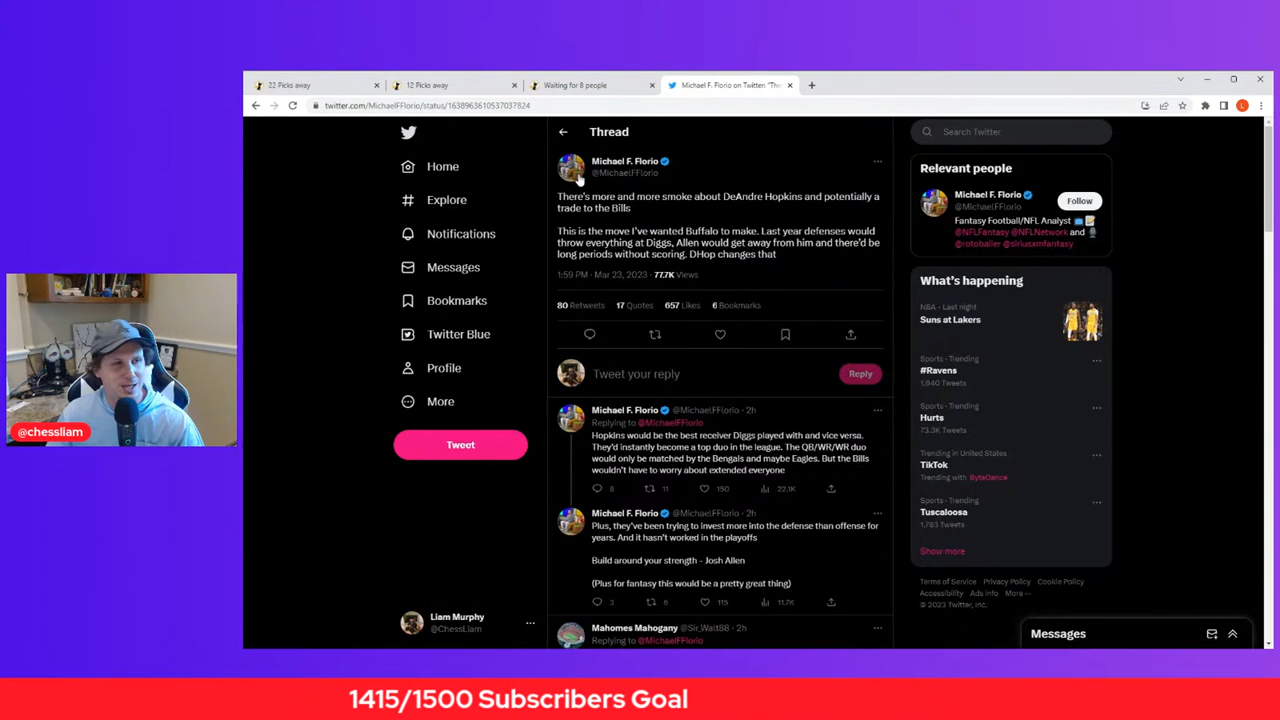 22 Picks away
12 Picks away
Waiting for 8 people
Michael F. Florio on Twitter: "The
twitter.com/MichaelFFlorio/status/1638963610537037824
Home
Explore
Notifications
Messages
Bookmarks
Twitter Blue
Profile
More
Tweet
Liam Murphy
@ChessLiam
Thread
Michael F. Florio
@MichaelFFlorio
There's more and more smoke about DeAndre Hopkins and potentially a
trade to the Bills
This is the move I've wanted Buffalo to make. Last year defenses would
throw everything at Diggs, Allen would get away from him and there'd be
long periods without scoring. DHop changes that
1:59 PM · Mar 23, 2023 · 77.7K Views
80 Retweets 17 Quotes 657 Likes 6 Bookmarks
Tweet your reply
Reply
Michael F. Florio @MichaelFFlorio · 2h
Replying to @MichaelFFlorio
Hopkins would be the best receiver Diggs played with and vice versa.
They'd instantly become a top duo in the league. The QB/WR/WR duo
would only be matched by the Bengals and maybe Eagles. But the Bills
wouldn't have to worry about extended everyone
8 11 150 22.1K
Michael F. Florio @MichaelFFlorio · 2h
Plus, they've been trying to invest more into the defense than offense for
years. And it hasn't worked in the playoffs
Build around your strength - Josh Allen
(Plus for fantasy this would be a pretty great thing)
3 6 115 11.7K
Mahomes Mahogany @Sir_Walt88 · 2h
Replying to @MichaelFFlorio
Search Twitter
Relevant people
Michael F. Florio
@MichaelFFlorio
Follow
Fantasy Football/NFL Analyst
@NFLFantasy @NFLNetwork and
@rotoballer @siriusxmfantasy
What's happening
NBA · Last night
Suns at Lakers
Sports · Trending
#Ravens
1,640 Tweets
Sports · Trending
Hurts
73.3K Tweets
Trending in United States
TikTok
Trending with ByteDance
Sports · Trending
Tuscaloosa
1,763 Tweets
Show more
Terms of Service Privacy Policy Cookie Policy
Accessibility Ads info More ···
© 2023 Twitter, Inc.
Messages
L
@chessliam
1415/1500 Subscribers Goal